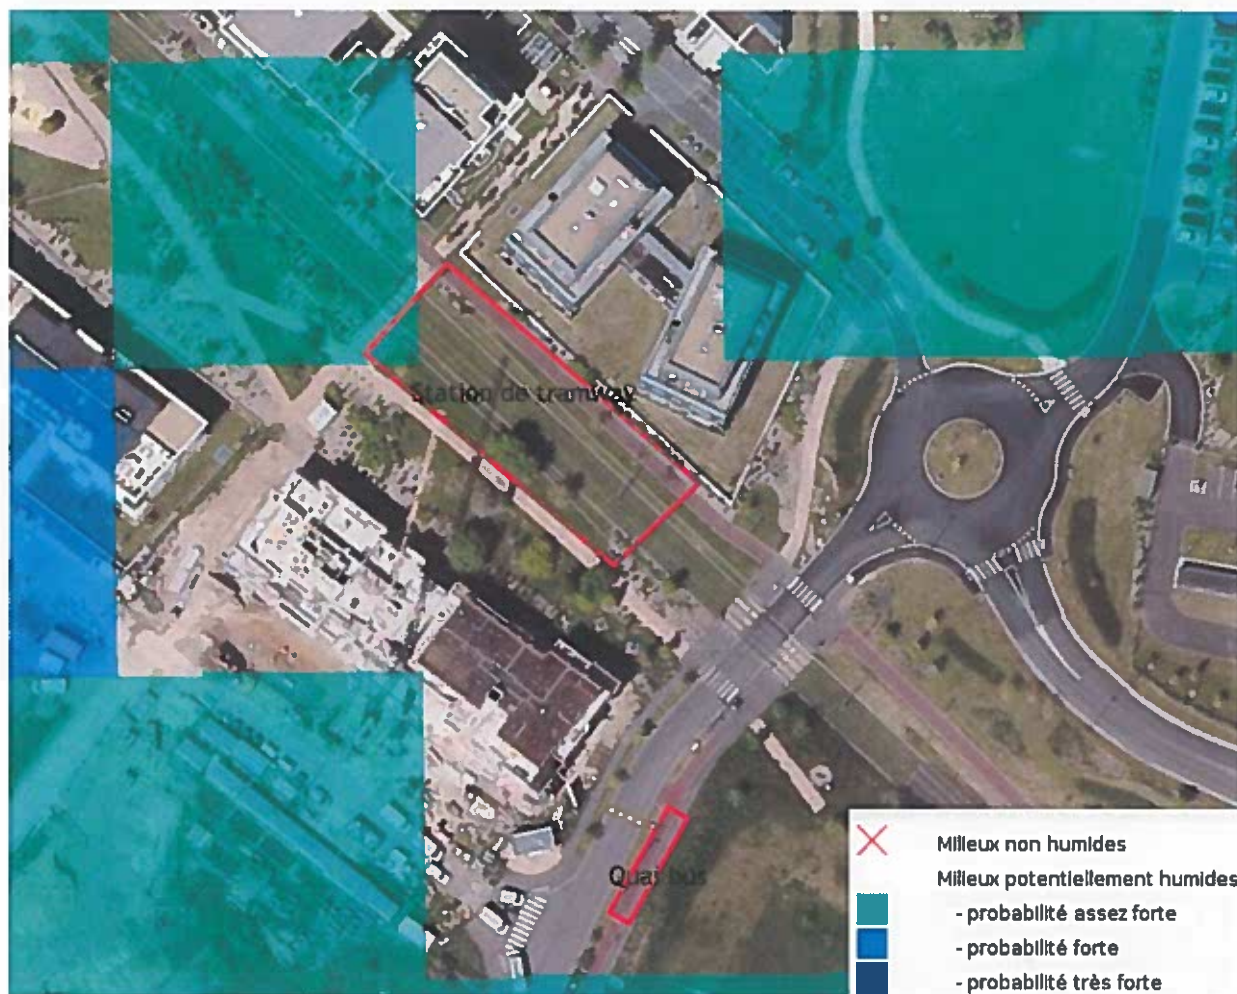 Station de tramway
Quai bus
Milieux non humides
Milieux potentiellement humides
- probabilité assez forte
- probabilité forte
- probabilité très forte